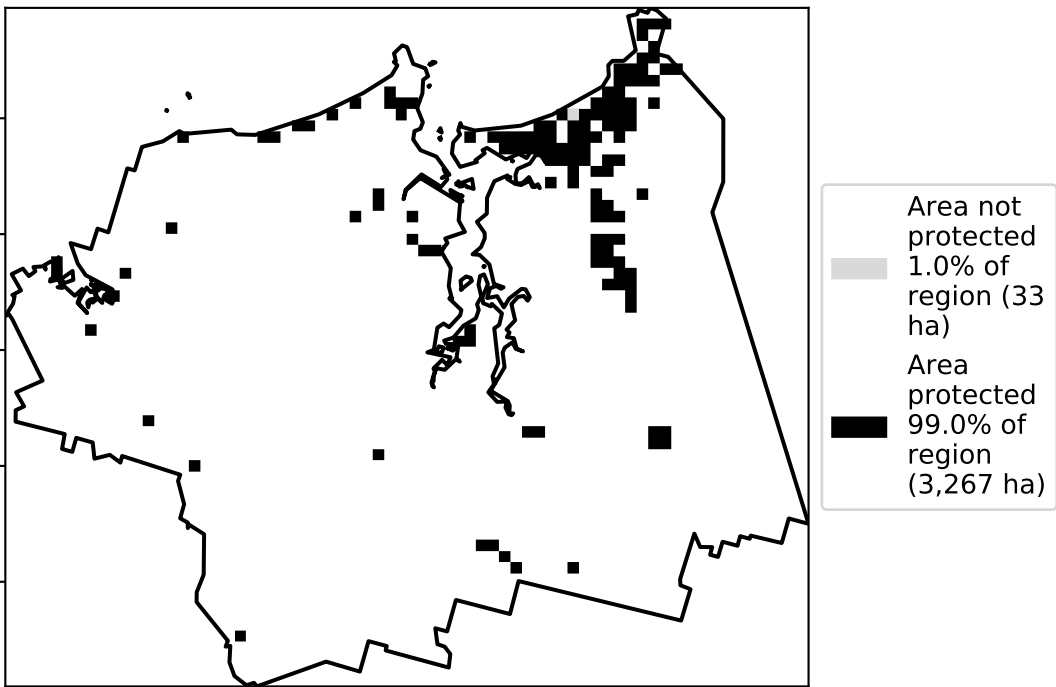 Area not
protected
1.0% of
region (33
ha)
Area
protected
99.0% of
region
(3,267 ha)